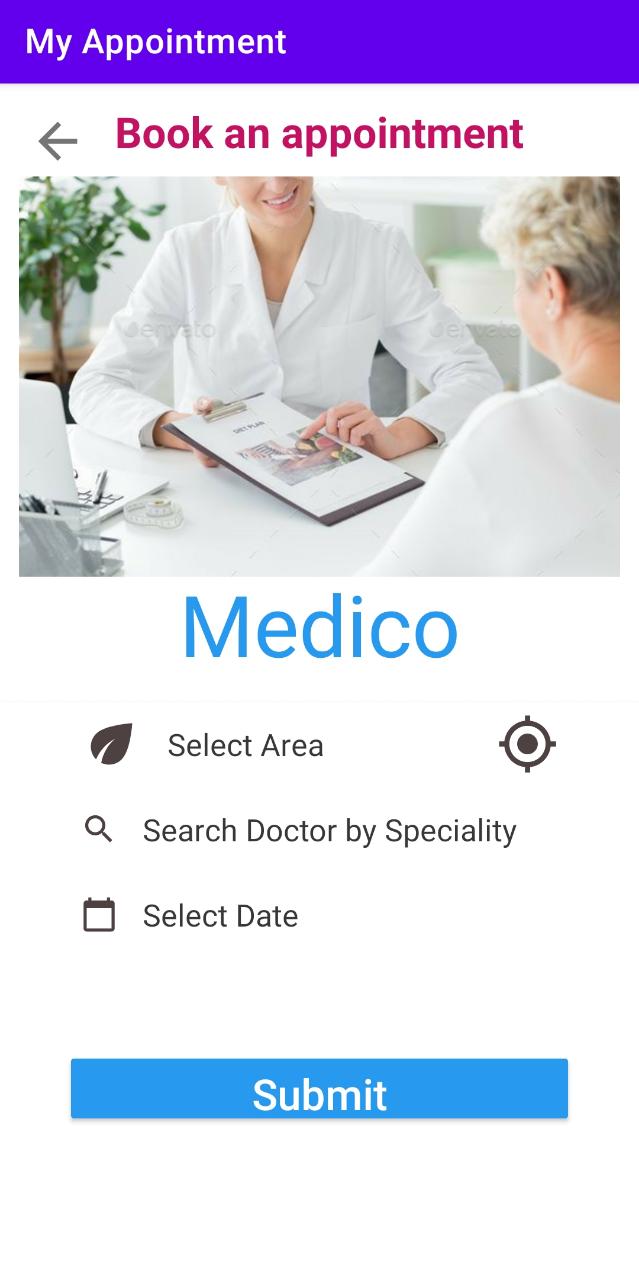 My Appointment
Book an appointment
Envato
Envato
DIET PLAN
Medico
Select Area
Search Doctor by Speciality
Select Date
Submit